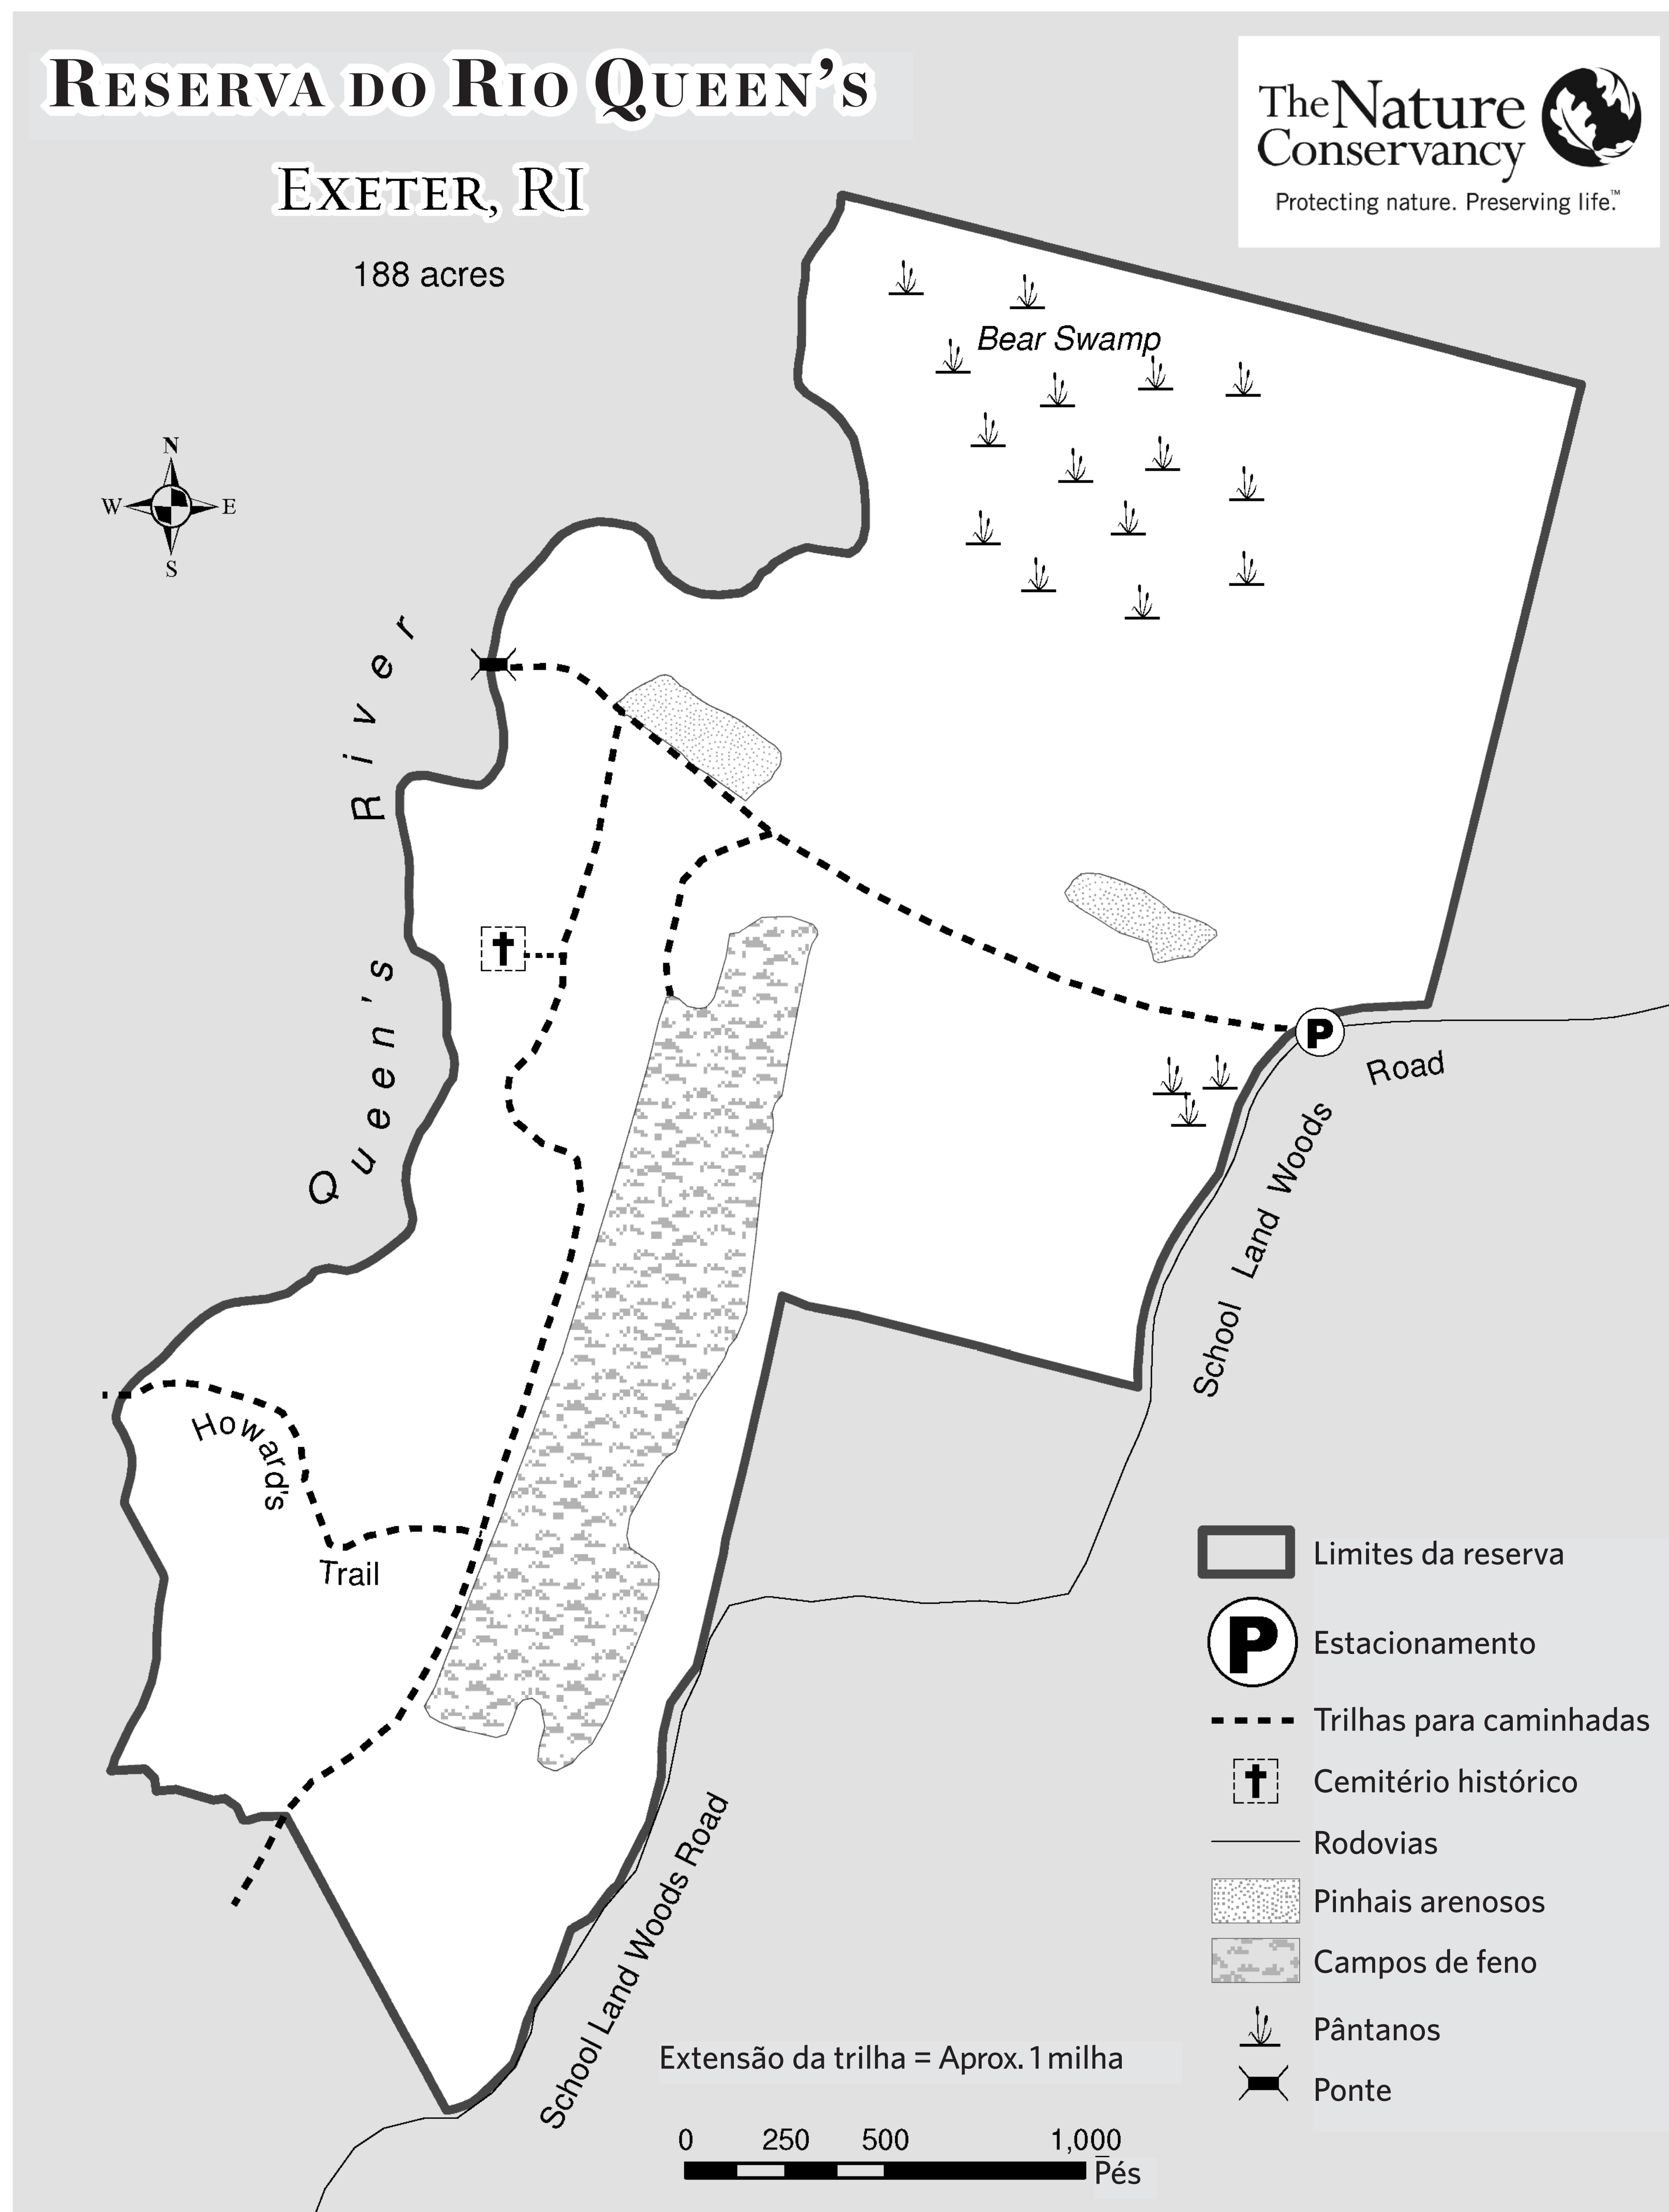 RESERVA DO RIO QUEEN'S
EXETER, RI
188 acres
The Nature
Conservancy
Protecting nature. Preserving life.™
Bear Swamp
N
W E
S
Queen's River
P
School Land Woods Road
Howard's
Trail
School Land Woods Road
Limites da reserva
P Estacionamento
Trilhas para caminhadas
Cemitério histórico
Rodovias
Pinhais arenosos
Campos de feno
Pântanos
Ponte
Extensão da trilha = Aprox. 1 milha
0 250 500 1,000
Pés